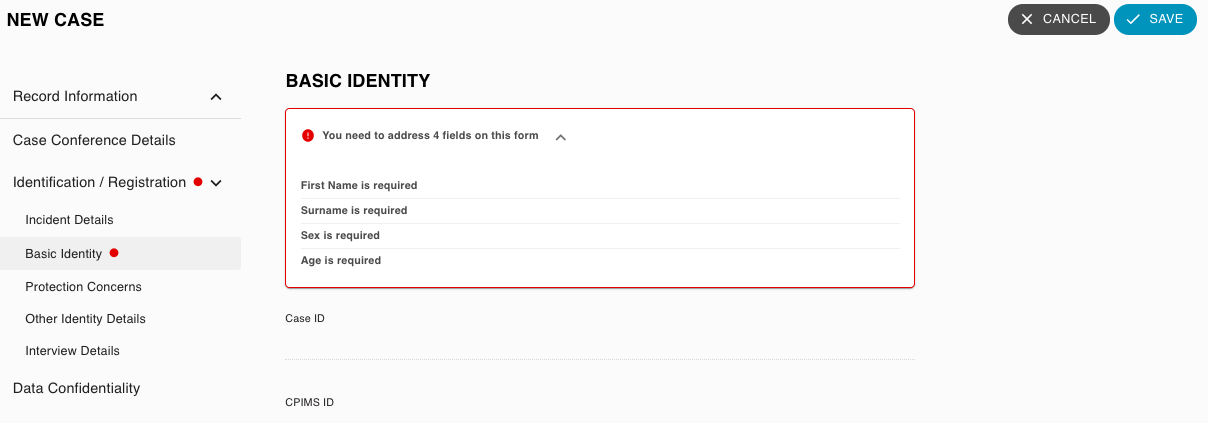 NEW CASE
CANCEL
SAVE
Record Information
Case Conference Details
Identification / Registration
Incident Details
Basic Identity
Protection Concerns
Other Identity Details
Interview Details
Data Confidentiality
BASIC IDENTITY
You need to address 4 fields on this form
First Name is required
Surname is required
Sex is required
Age is required
Case ID
CPIMS ID